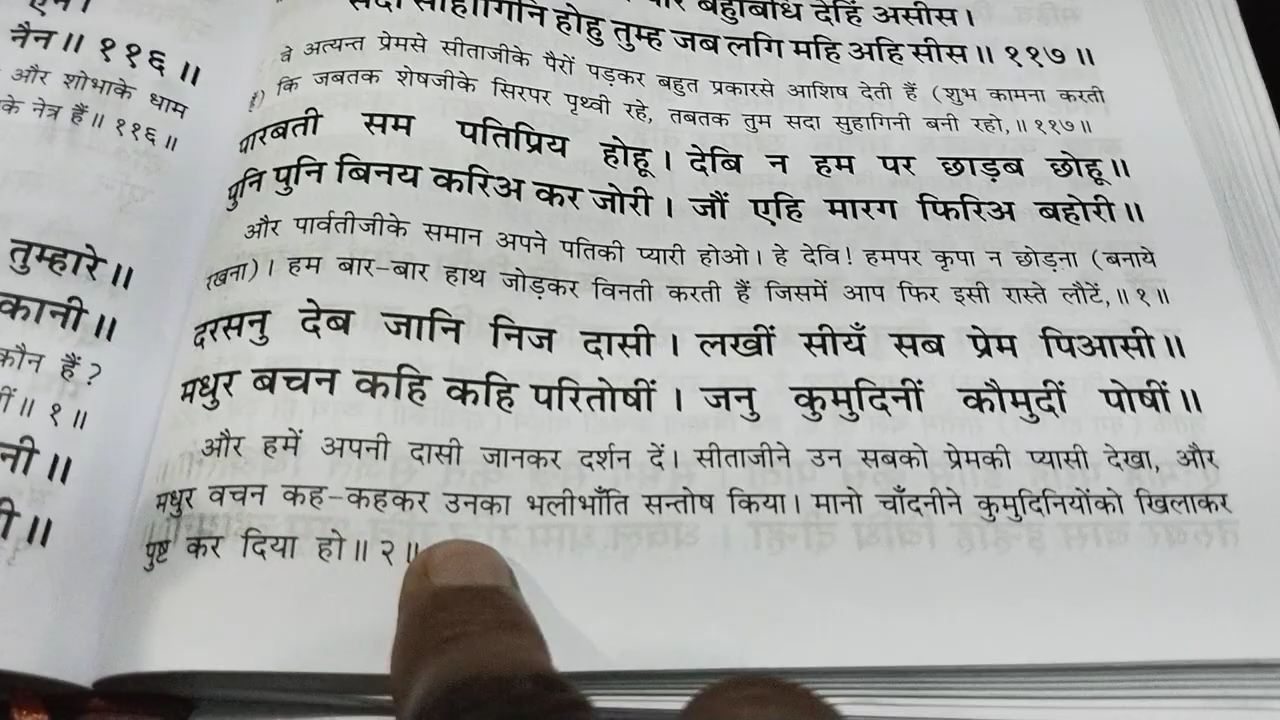 नैन॥ ११६॥
और शोभाके धाम
के नेत्र हैं॥ ११६॥
तुम्हारे॥
कौन हैं?
॥ १॥
बहुबिधि देहिं असीस।
सदा सोहागिनि होहु तुम्ह जब लगि महि अहि सीस॥ ११७॥
वे अत्यन्त प्रेमसे सीताजीके पैरों पड़कर बहुत प्रकारसे आशिष देती हैं (शुभ कामना करती
हैं) कि जबतक शेषजीके सिरपर पृथ्वी रहे, तबतक तुम सदा सुहागिनी बनी रहो,॥ ११७॥
पारबती सम पतिप्रिय होहू। देबि न हम पर छाड़ब छोहू॥
पुनि पुनि बिनय करिअ कर जोरी। जौं एहि मारग फिरिअ बहोरी॥
और पार्वतीजीके समान अपने पतिकी प्यारी होओ। हे देवि! हमपर कृपा न छोड़ना (बनाये
रखना)। हम बार-बार हाथ जोड़कर विनती करती हैं जिसमें आप फिर इसी रास्ते लौटें,॥ १॥
दरसनु देब जानि निज दासी। लखीं सीयँ सब प्रेम पिआसी॥
मधुर बचन कहि कहि परितोषीं। जनु कुमुदिनीं कौमुदीं पोषीं॥
और हमें अपनी दासी जानकर दर्शन दें। सीताजीने उन सबको प्रेमकी प्यासी देखा, और
मधुर वचन कह-कहकर उनका भलीभाँति सन्तोष किया। मानो चाँदनीने कुमुदिनियोंको खिलाकर
पुष्ट कर दिया हो॥ २॥